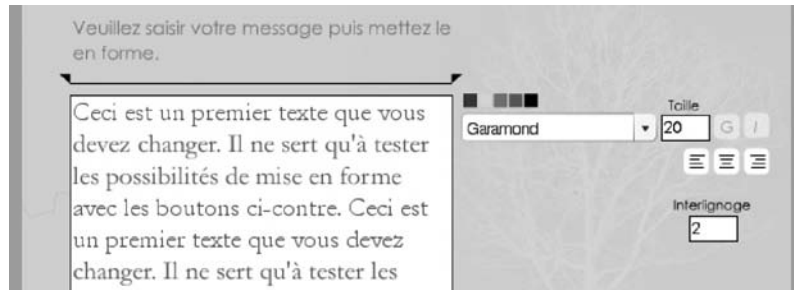 Veuillez saisir votre message puis mettez le
en forme.
Ceci est un premier texte que vous
devez changer. Il ne sert qu'à tester
les possibilités de mise en forme
avec les boutons ci-contre. Ceci est
un premier texte que vous devez
changer. Il ne sert qu'à tester les
Taille
Garamond
20
G
I
Interlignage
2